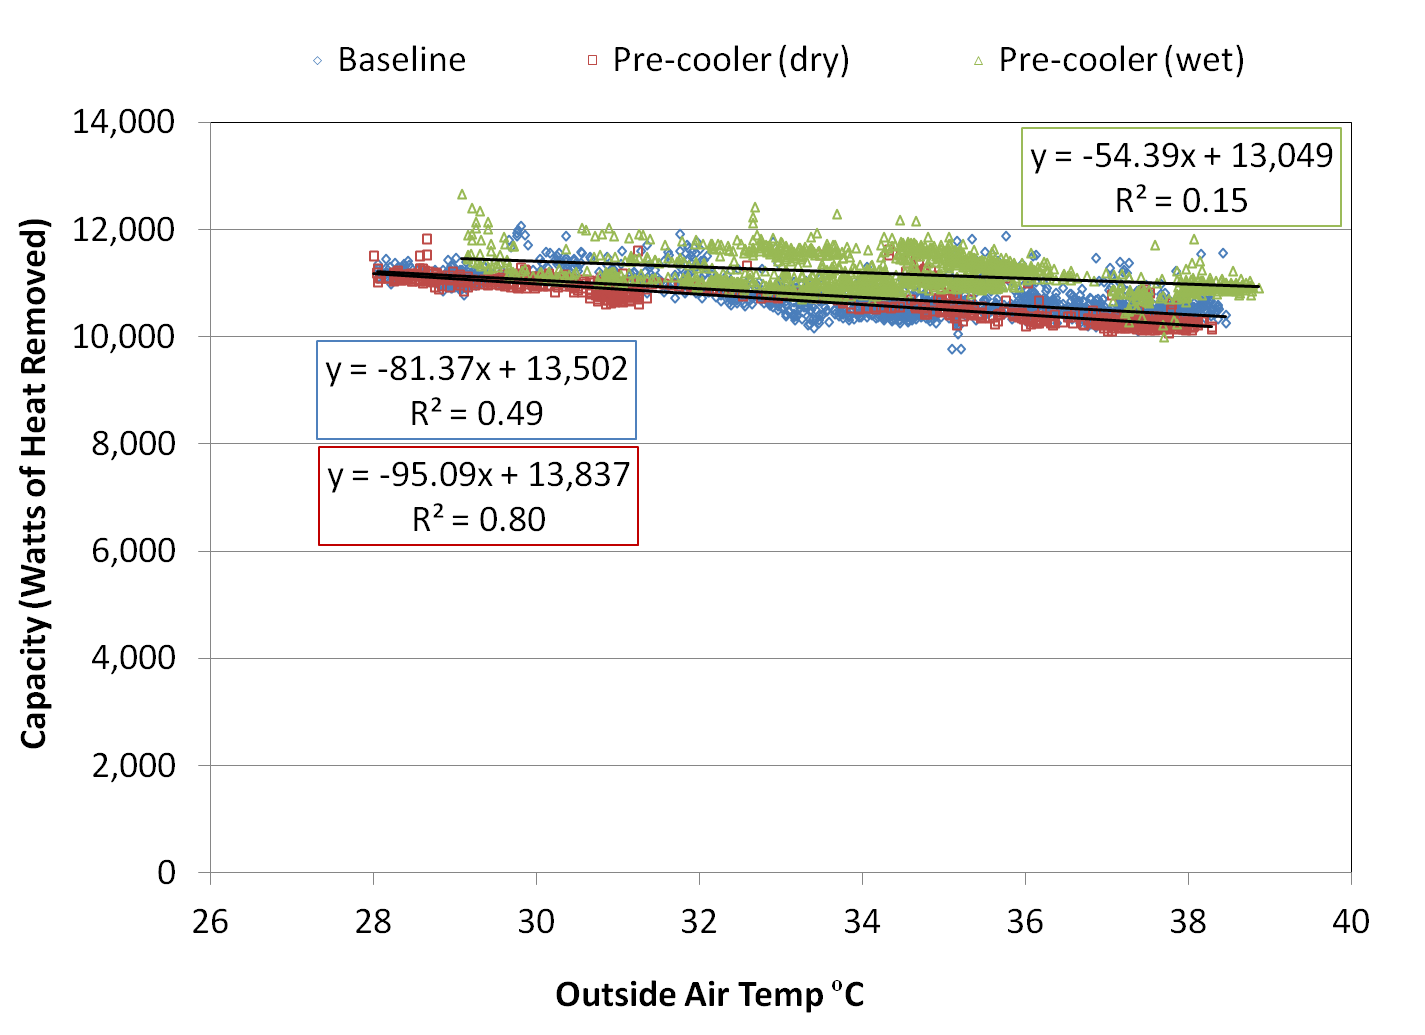 Baseline Pre-cooler (dry) Pre-cooler (wet)
14,000
12,000
10,000
8,000
6,000
4,000
2,000
0
y = -54.39x + 13,049
R² = 0.15
y = -81.37x + 13,502
R² = 0.49
y = -95.09x + 13,837
R² = 0.80
Capacity (Watts of Heat Removed)
26 28 30 32 34 36 38 40
Outside Air Temp ºC